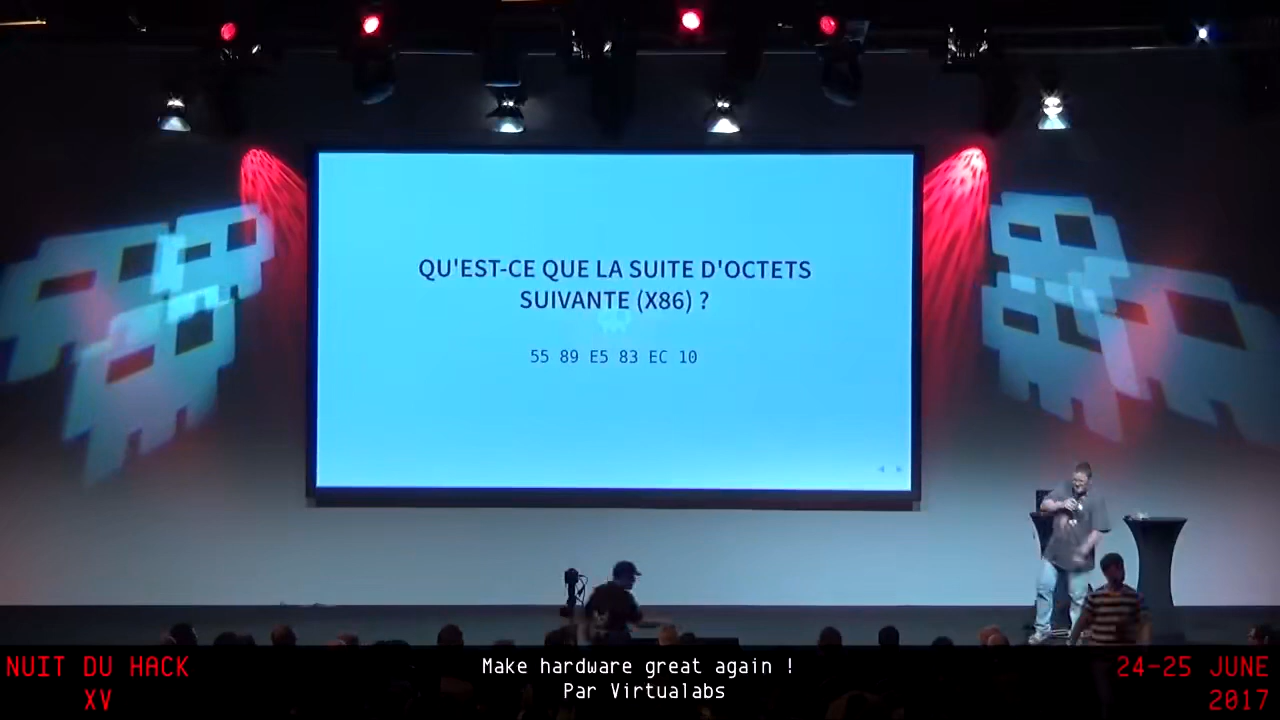 QU'EST-CE QUE LA SUITE D'OCTETS
SUIVANTE (X86) ?
55 89 E5 83 EC 10
NUIT DU HACK
XV
Make hardware great again !
Par Virtualabs
24-25 JUNE
2017